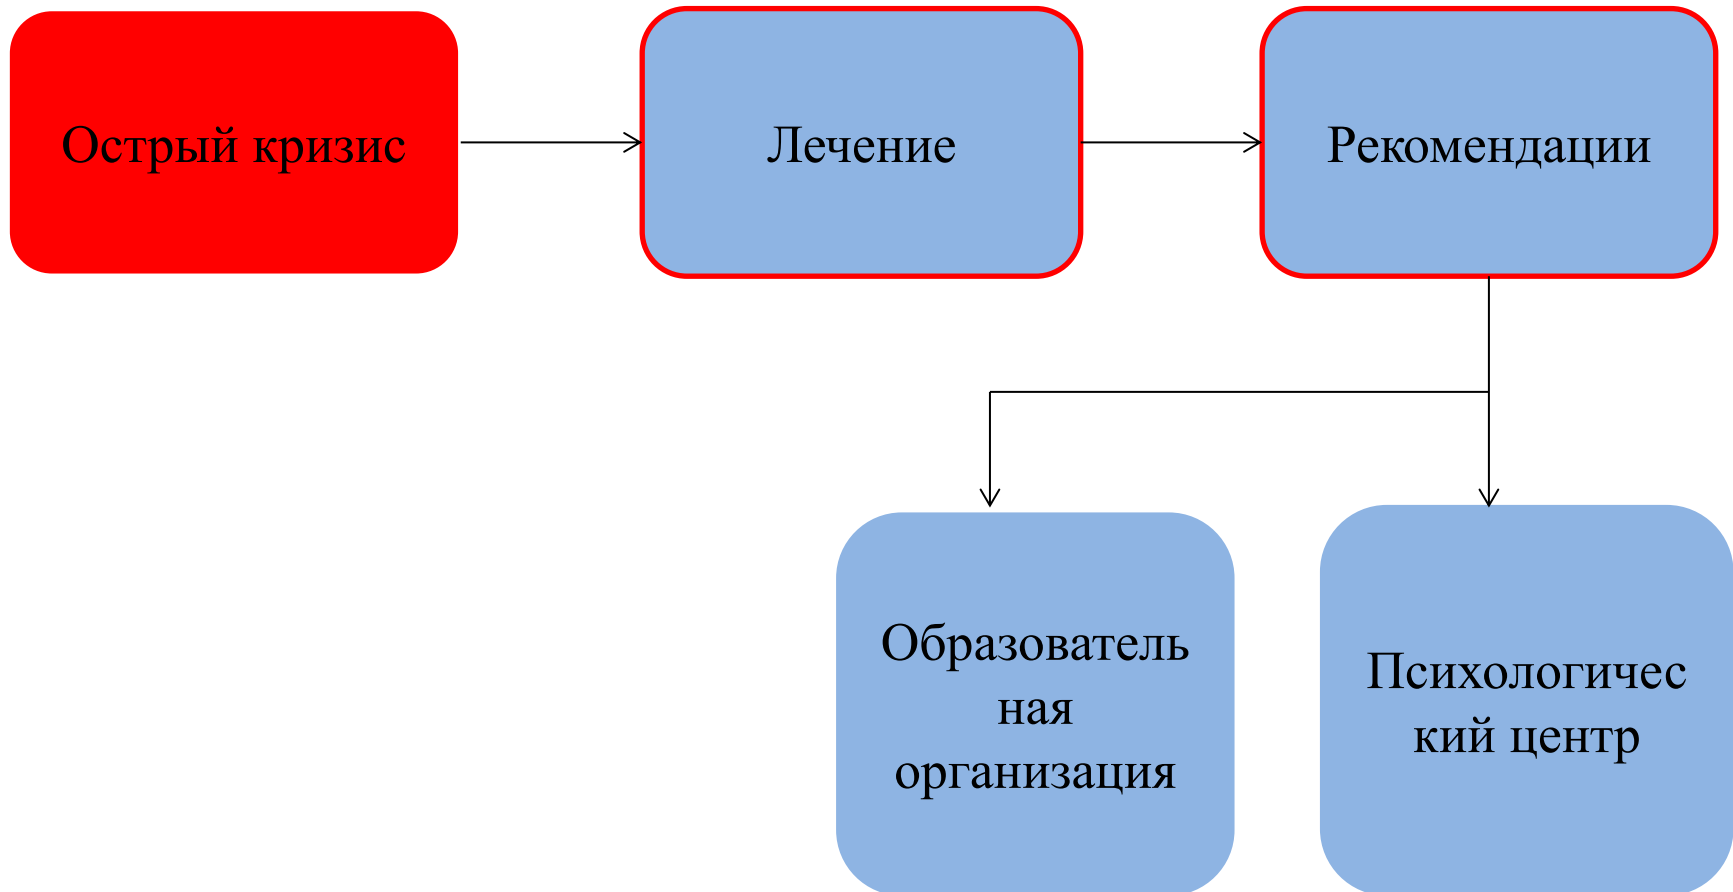 Острый кризис
Лечение
Рекомендации
Образователь
ная
организация
Психологичес
кий центр